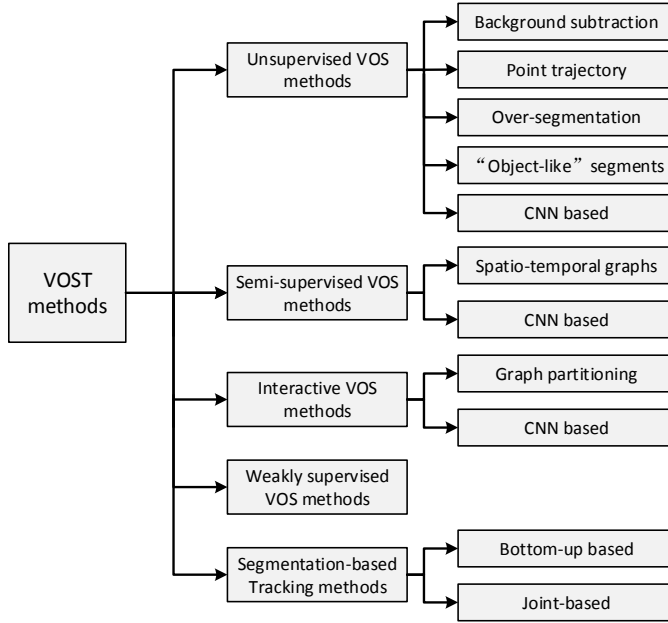 VOST
methods
Unsupervised VOS
methods
Background subtraction
Point trajectory
Over-segmentation
“Object-like” segments
CNN based
Semi-supervised VOS
methods
Spatio-temporal graphs
CNN based
Interactive VOS
methods
Graph partitioning
CNN based
Weakly supervised
VOS methods
Segmentation-based
Tracking methods
Bottom-up based
Joint-based